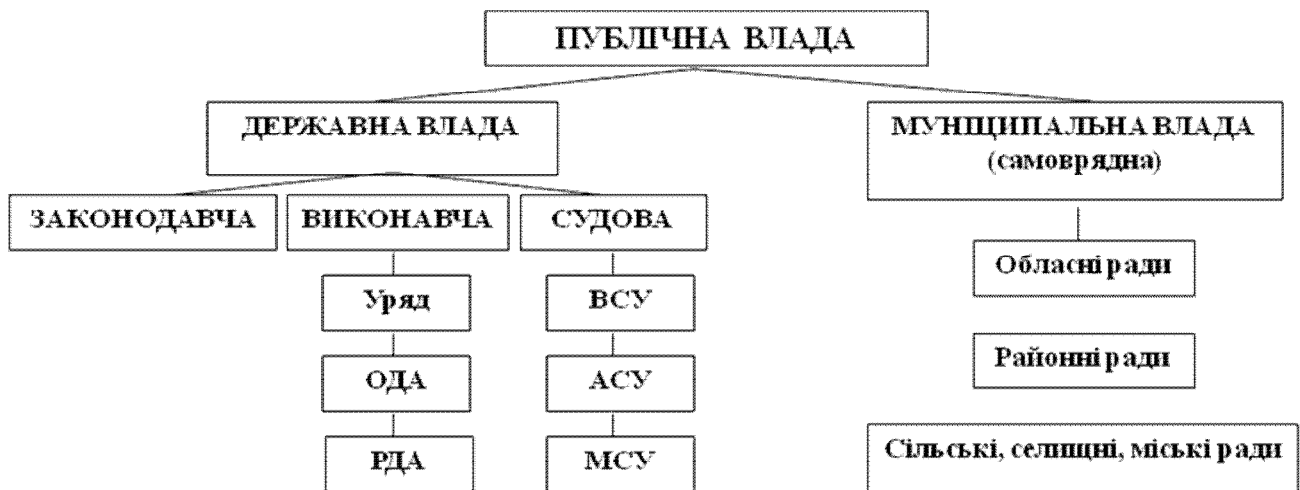 ПУБЛІЧНА ВЛАДА
ДЕРЖАВНА ВЛАДА
МУНІЦИПАЛЬНА ВЛАДА
(самоврядна)
ЗАКОНОДАВЧА
ВИКОНАВЧА
СУДОВА
Обласні ради
Уряд
ВСУ
Районні ради
ОДА
АСУ
Сільські, селищні, міські ради
РДА
МСУ